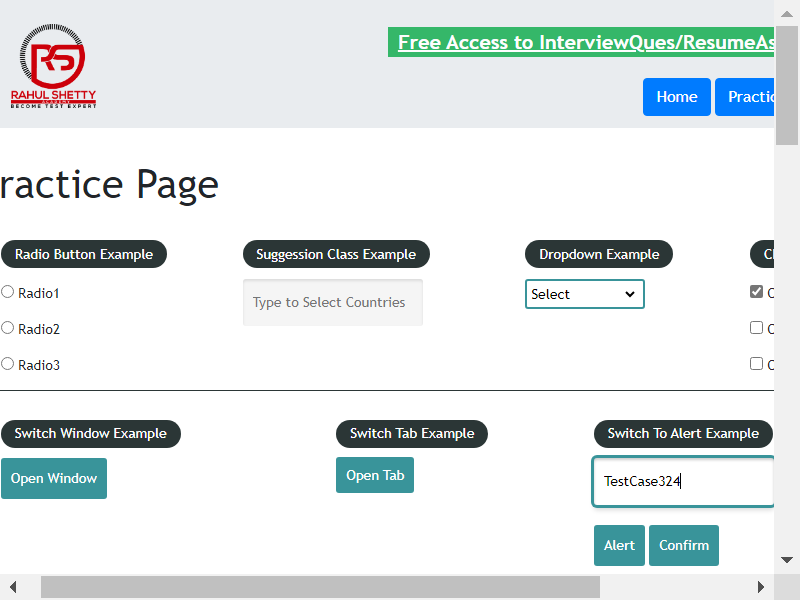 Free Access to InterviewQues/ResumeAs
RS
RAHUL SHETTY
ACADEMY
BECOME TEST EXPERT
Home Practic
ractice Page
Radio Button Example Suggession Class Example Dropdown Example
Radio1 Type to Select Countries Select
Radio2
Radio3
Switch Window Example Switch Tab Example Switch To Alert Example
Open Window Open Tab TestCase324
Alert Confirm